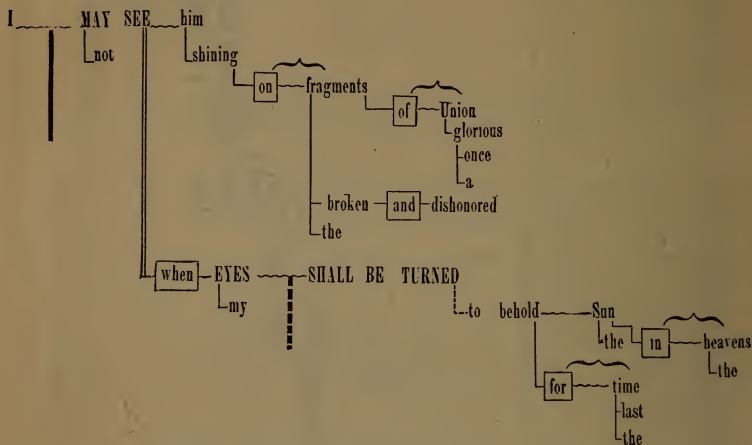 I MAY SEE him
not shining
on fragments
of Union
glorious
once
a
broken and dishonored
the
when EYES SHALL BE TURNED
my to behold Sun
the in heavens
the
for time
last
the